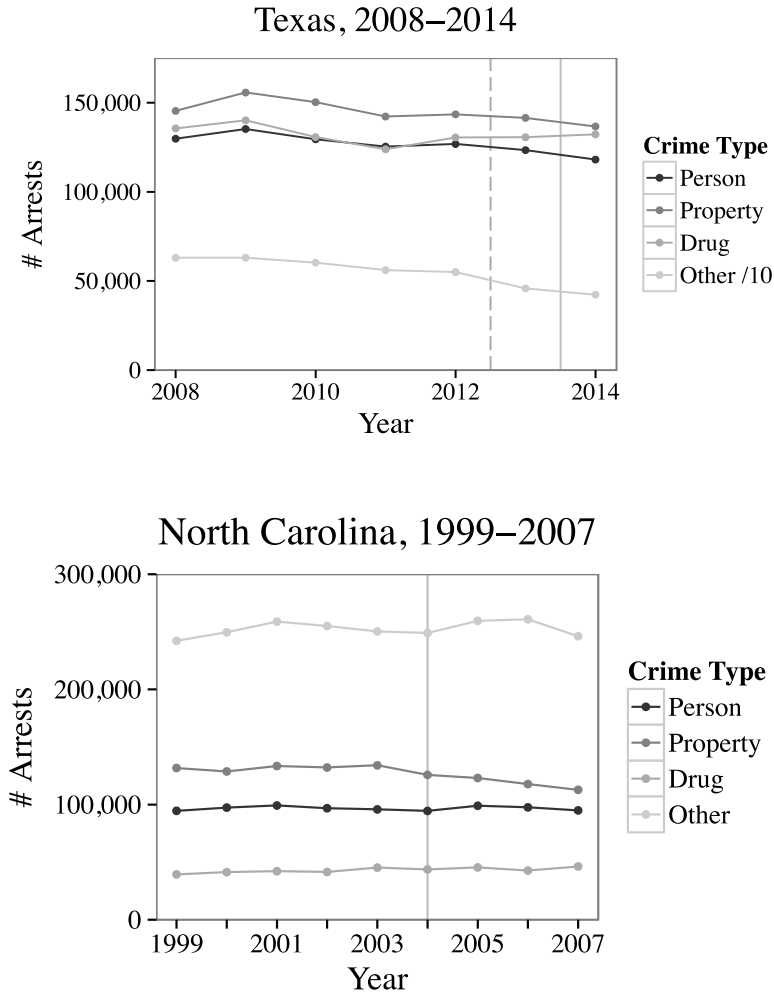 Texas, 2008–2014
# Arrests
150,000
100,000
50,000
0
2008 2010 2012 2014
Year
Crime Type
Person
Property
Drug
Other /10
North Carolina, 1999–2007
# Arrests
300,000
200,000
100,000
0
1999 2001 2003 2005 2007
Year
Crime Type
Person
Property
Drug
Other